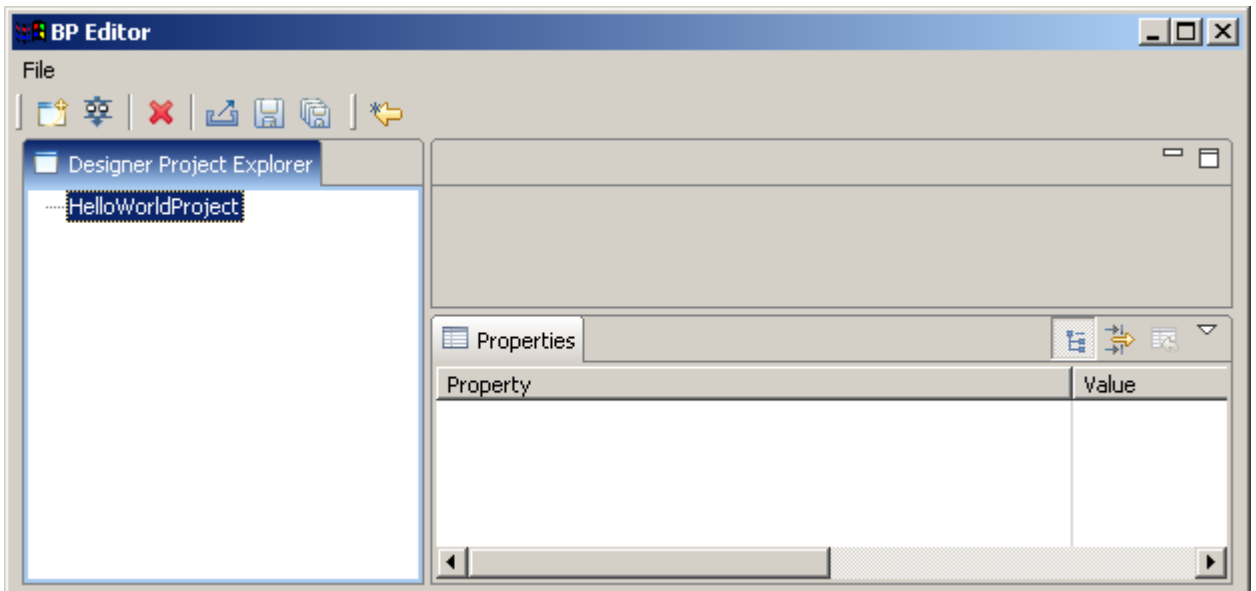 BP Editor
File
Designer Project Explorer
HelloWorldProject
Properties
Property Value